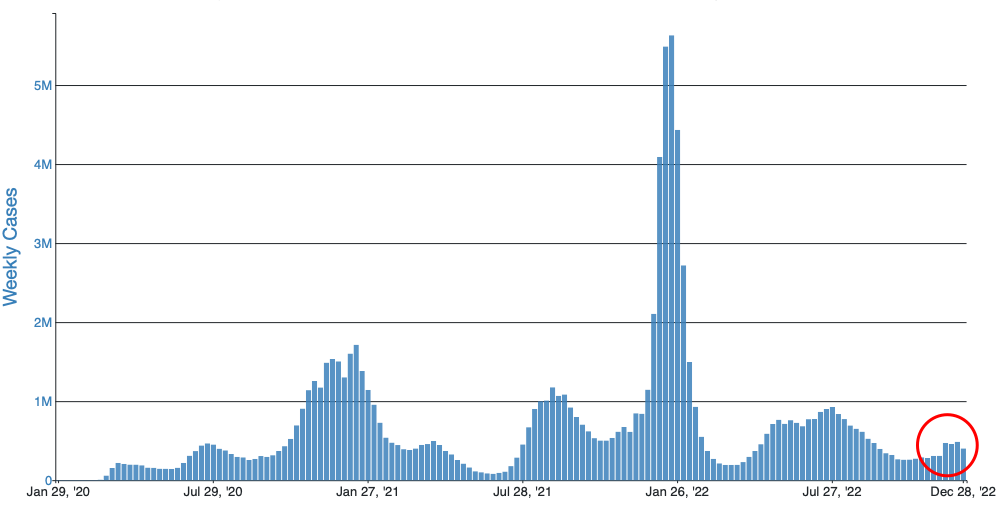 Weekly Cases
5M
4M
3M
2M
1M
0
Jan 29, '20
Jul 29, '20
Jan 27, '21
Jul 28, '21
Jan 26, '22
Jul 27, '22
Dec 28, '22